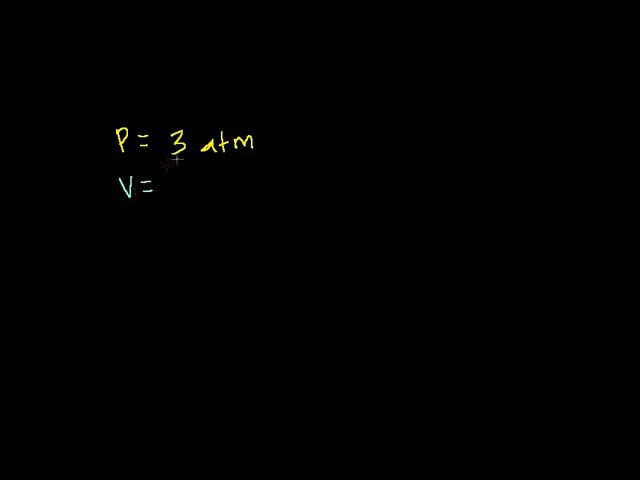 P = 3 atm
V =